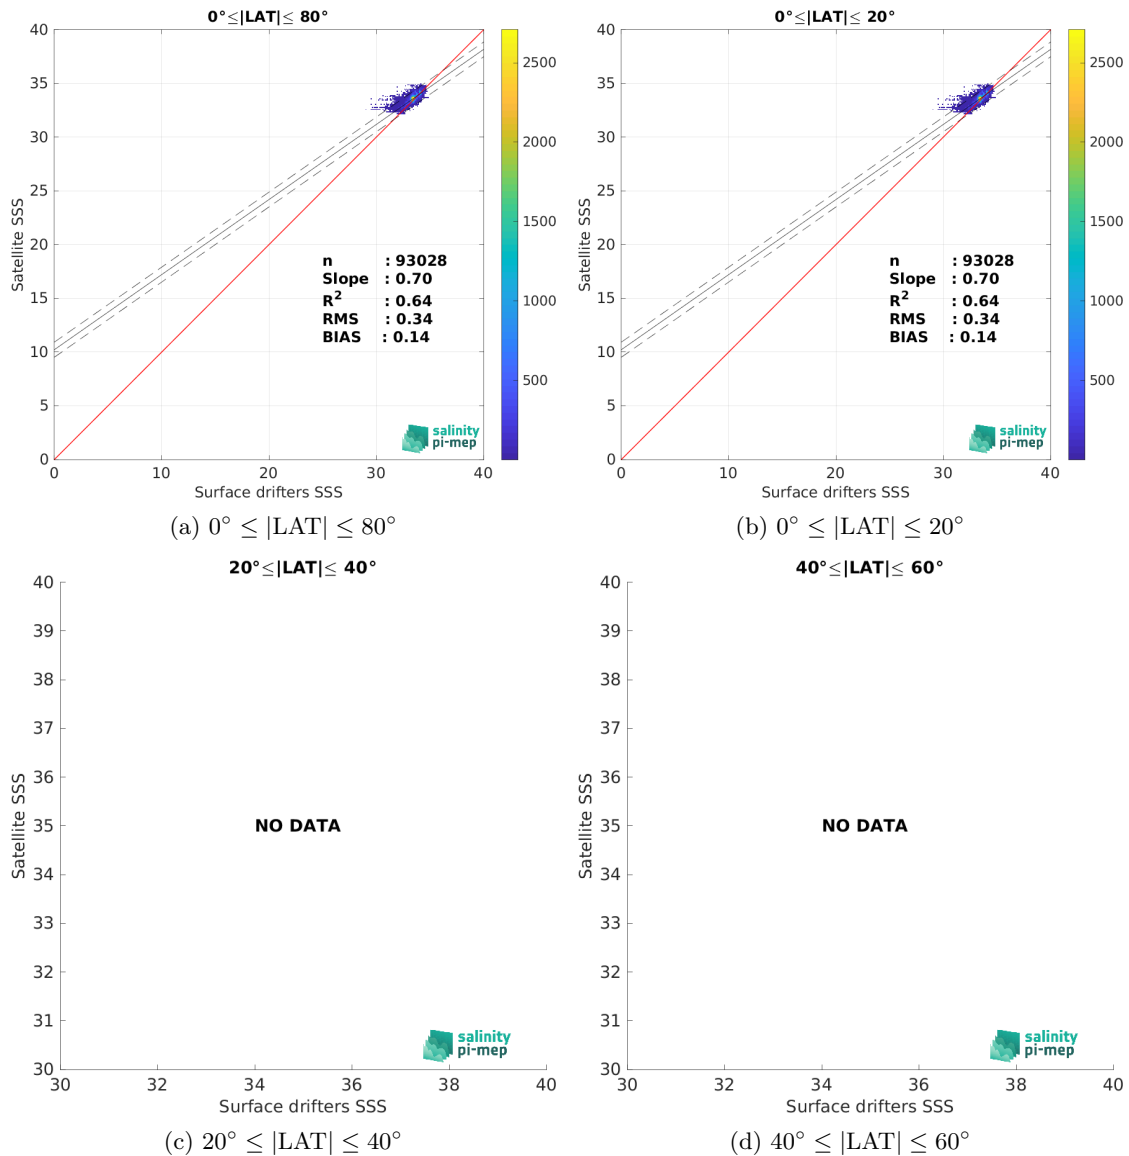 0°≤|LAT|≤ 80°
40
35
30
25
20
15
10
5
0
Satellite SSS
n : 93028
Slope : 0.70
R² : 0.64
RMS : 0.34
BIAS : 0.14
salinity
pi-mep
0 10 20 30 40
Surface drifters SSS
2500
2000
1500
1000
500
(a) 0° ≤ |LAT| ≤ 80°
0°≤|LAT|≤ 20°
40
35
30
25
20
15
10
5
0
Satellite SSS
n : 93028
Slope : 0.70
R² : 0.64
RMS : 0.34
BIAS : 0.14
salinity
pi-mep
0 10 20 30 40
Surface drifters SSS
2500
2000
1500
1000
500
(b) 0° ≤ |LAT| ≤ 20°
20°≤|LAT|≤ 40°
40
39
38
37
36
35
34
33
32
31
30
Satellite SSS
NO DATA
salinity
pi-mep
30 32 34 36 38 40
Surface drifters SSS
(c) 20° ≤ |LAT| ≤ 40°
40°≤|LAT|≤ 60°
40
39
38
37
36
35
34
33
32
31
30
Satellite SSS
NO DATA
salinity
pi-mep
30 32 34 36 38 40
Surface drifters SSS
(d) 40° ≤ |LAT| ≤ 60°